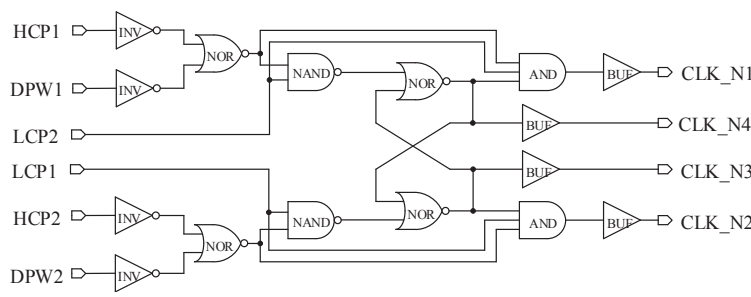 HCP1 INV NOR
DPW1 INV NAND NOR AND BUF CLK_N1
LCP2 BUF CLK_N4
LCP1 BUF CLK_N3
HCP2 INV NAND NOR AND BUF CLK_N2
NOR
DPW2 INV